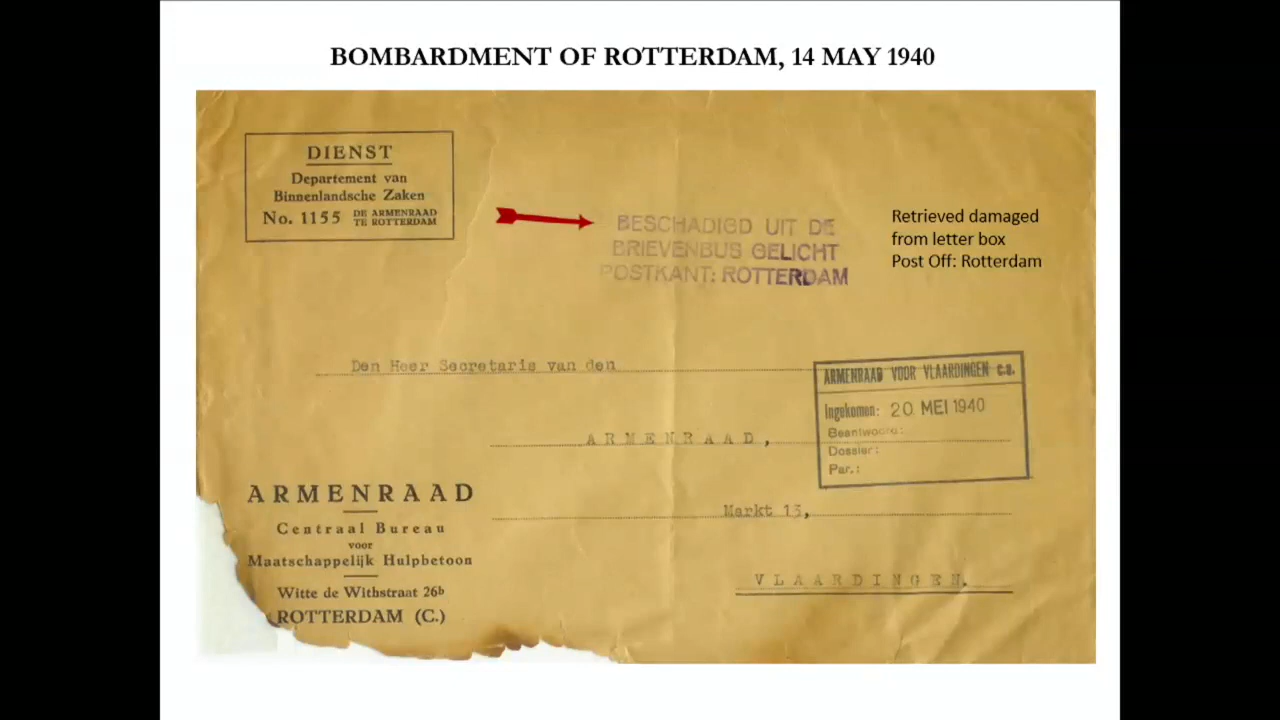 BOMBARDMENT OF ROTTERDAM, 14 MAY 1940
DIENST
Departement van
Binnenlandsche Zaken
No. 1155 DE ARMENRAAD
TE ROTTERDAM
BESCHADIGD UIT DE
BRIEVENBUS GELICHT
POSTKANT: ROTTERDAM
Retrieved damaged
from letter box
Post Off: Rotterdam
Den Heer Secretaris van den
ARMENRAAD,
Markt 13,
VLAARDINGEN.
ARMENRAAD VOOR VLAARDINGEN e.o.
Ingekomen: 20 MEI 1940
Beantwoord:
Dossier:
Par.:
ARMENRAAD
Centraal Bureau
voor
Maatschappelijk Hulpbetoon
Witte de Withstraat 26b
ROTTERDAM (C.)